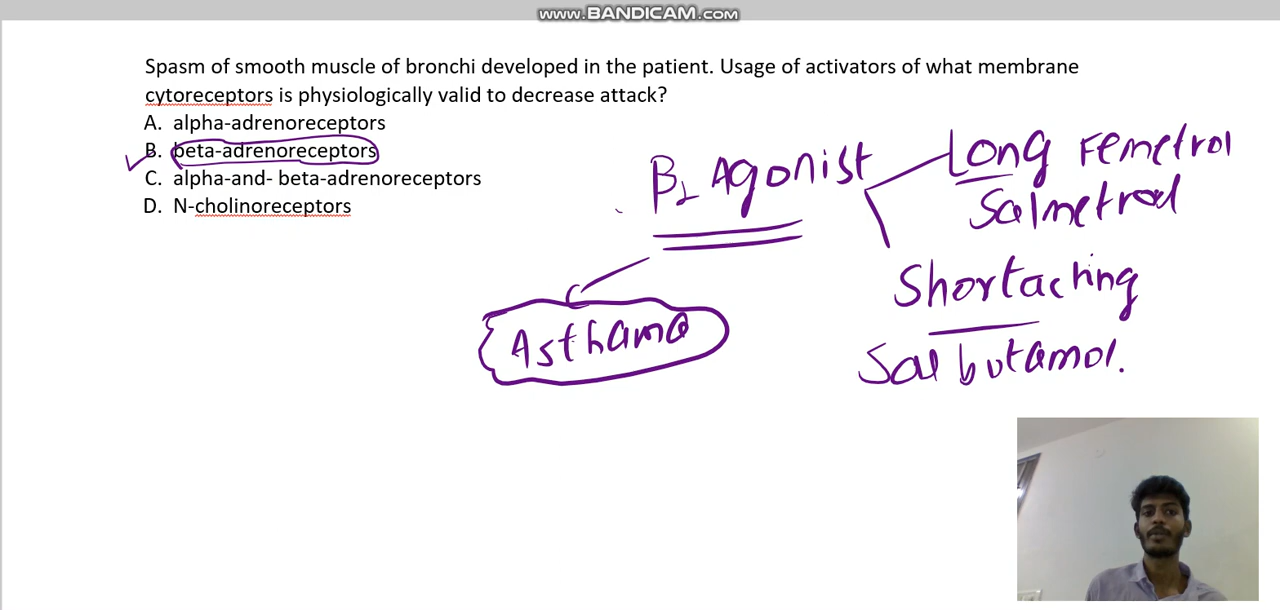 www.BANDICAM.com
Spasm of smooth muscle of bronchi developed in the patient. Usage of activators of what membrane
cytoreceptors is physiologically valid to decrease attack?
A. alpha-adrenoreceptors
B. beta-adrenoreceptors
C. alpha-and- beta-adrenoreceptors
D. N-cholinoreceptors
B2 Agonist
Long Femetrol
Salmetrol
Shortaching
Salbutamol.
Asthama